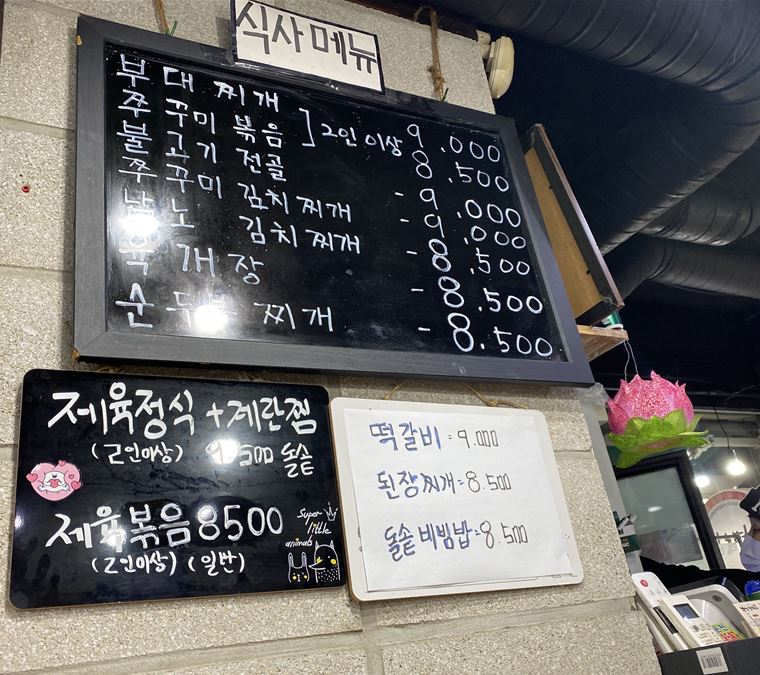 식사메뉴
부대찌개
쭈꾸미볶음 ] 2인 이상 9.000
불고기전골 8.500
쭈꾸미김치찌개 - 9.000
노 김치찌개 - 9.000
육개장 - 8.500
- 8.500
순두부찌개 - 8.500
제육정식 + 계란찜
(2인이상) 9.500 돌솥
제육볶음 8500
(2인이상) (일반)
super
little
animals
떡갈비 = 9.000
된장찌개 = 8.500
돌솥비빔밥 = 8.500